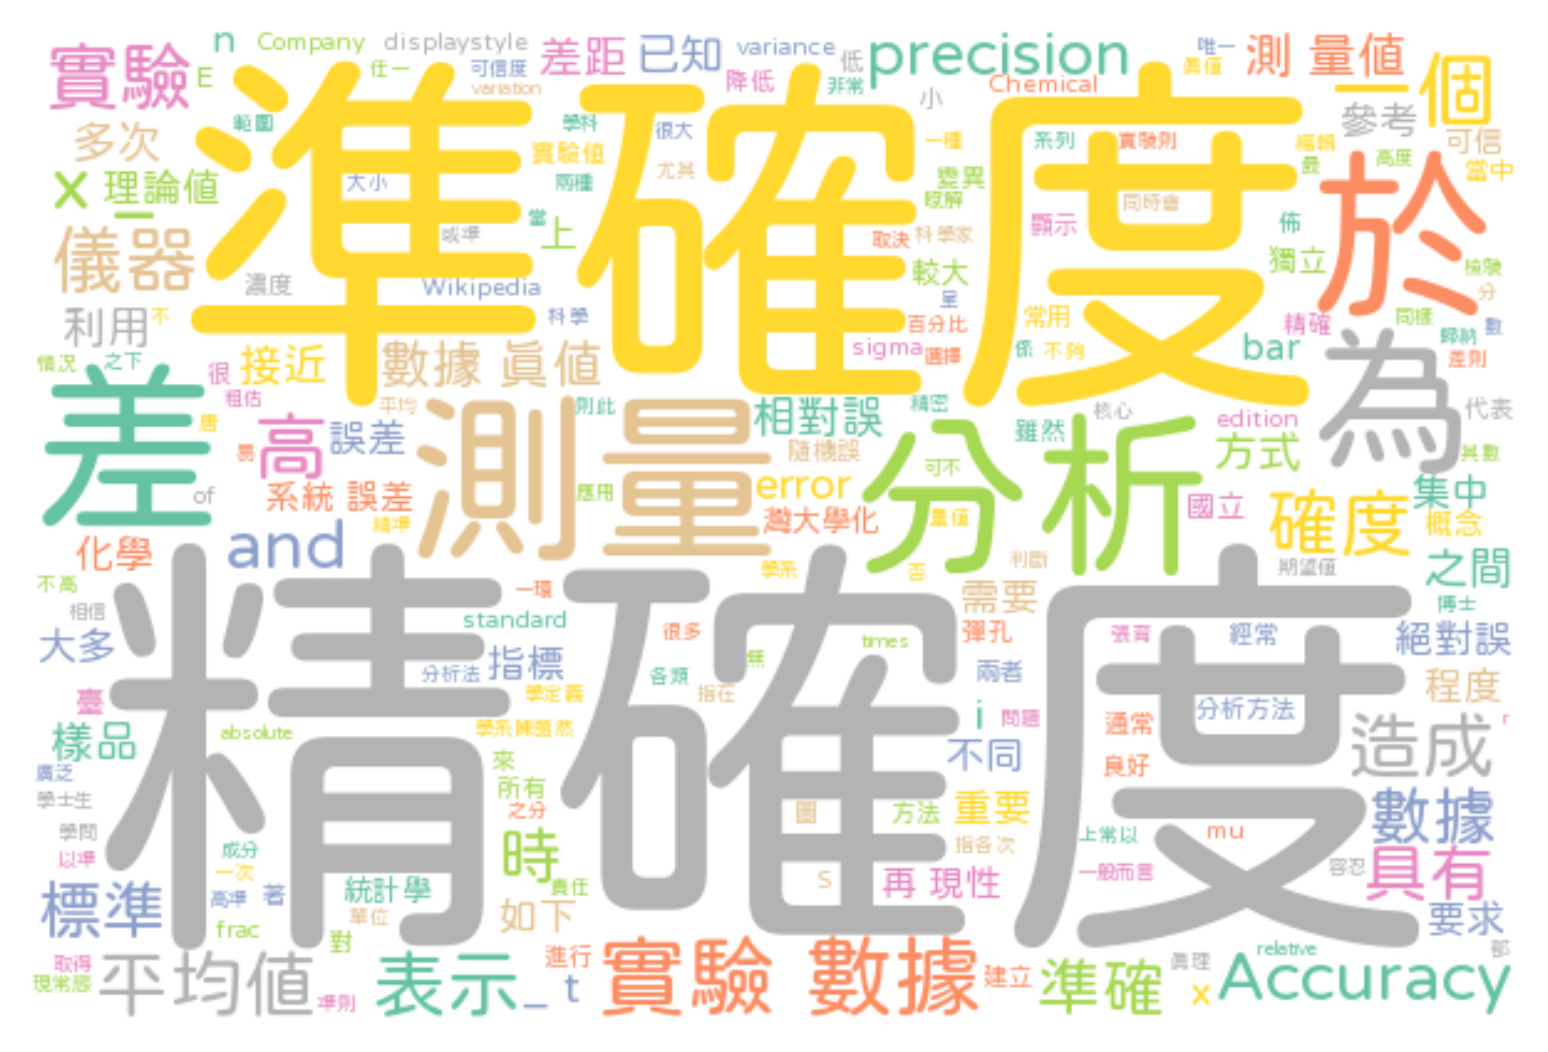 n Company displaystyle 差距 已知 variance 低 precision 唯一 測 量值 一個
實驗 E 任一 可信度 variation 降低 非常 小 Chemical 真值 參考 可信
多次 範圍 準確度 學科 很大 一種 系列 實驗則 編輯 最 高度 當中
x 理論值 大小 實驗值 兩種 尤其 變異 瞭解 同時會 於
儀器 或準 當 上 取決 科學家 顯示 佈 獨立 檢驗
濃度 Wikipedia 較大 呈 分
利用 不 科學 百分比 常用 精確 同樣 歸納 數
情況 之下 很 接近 數據 真值 sigma 選擇 係 不夠 bar 為 差則
差 粗估 平均 則此 相對誤 精密 核心 edition 代表
唐 高 誤差 測量 隨機誤 分析 雖然 方式 其數
易 of 系統 誤差 應用 error 可不 國立 確度 集中
精準 灣大學化 量值 概念
化學 and 學系 否 判斷 期望值 之間
不高 一環 需要 博士
相信 精確度 standard 很多 times 彈孔 張育 經常 絕對誤
大多 分析法 指標 各類 無 兩者 程度
臺 學定義 指在 i 問題 分析方法
樣品 absolute 學系陳藹然 不同 通常 造成 r
廣泛 來 良好
學士生 所有 之分 圖 方法 重要 數據
學問 時 指各次 上常以 mu
以準 成分 一次 責任 S 再 現性 一般而言 容忍 具有
標準 高準 著 統計學 單位 如下 要求
frac 對 進行 relative 部
取得 平均值 表示 _ t 實驗 數據 建立 準確 真理 x Accuracy
現常態 準則